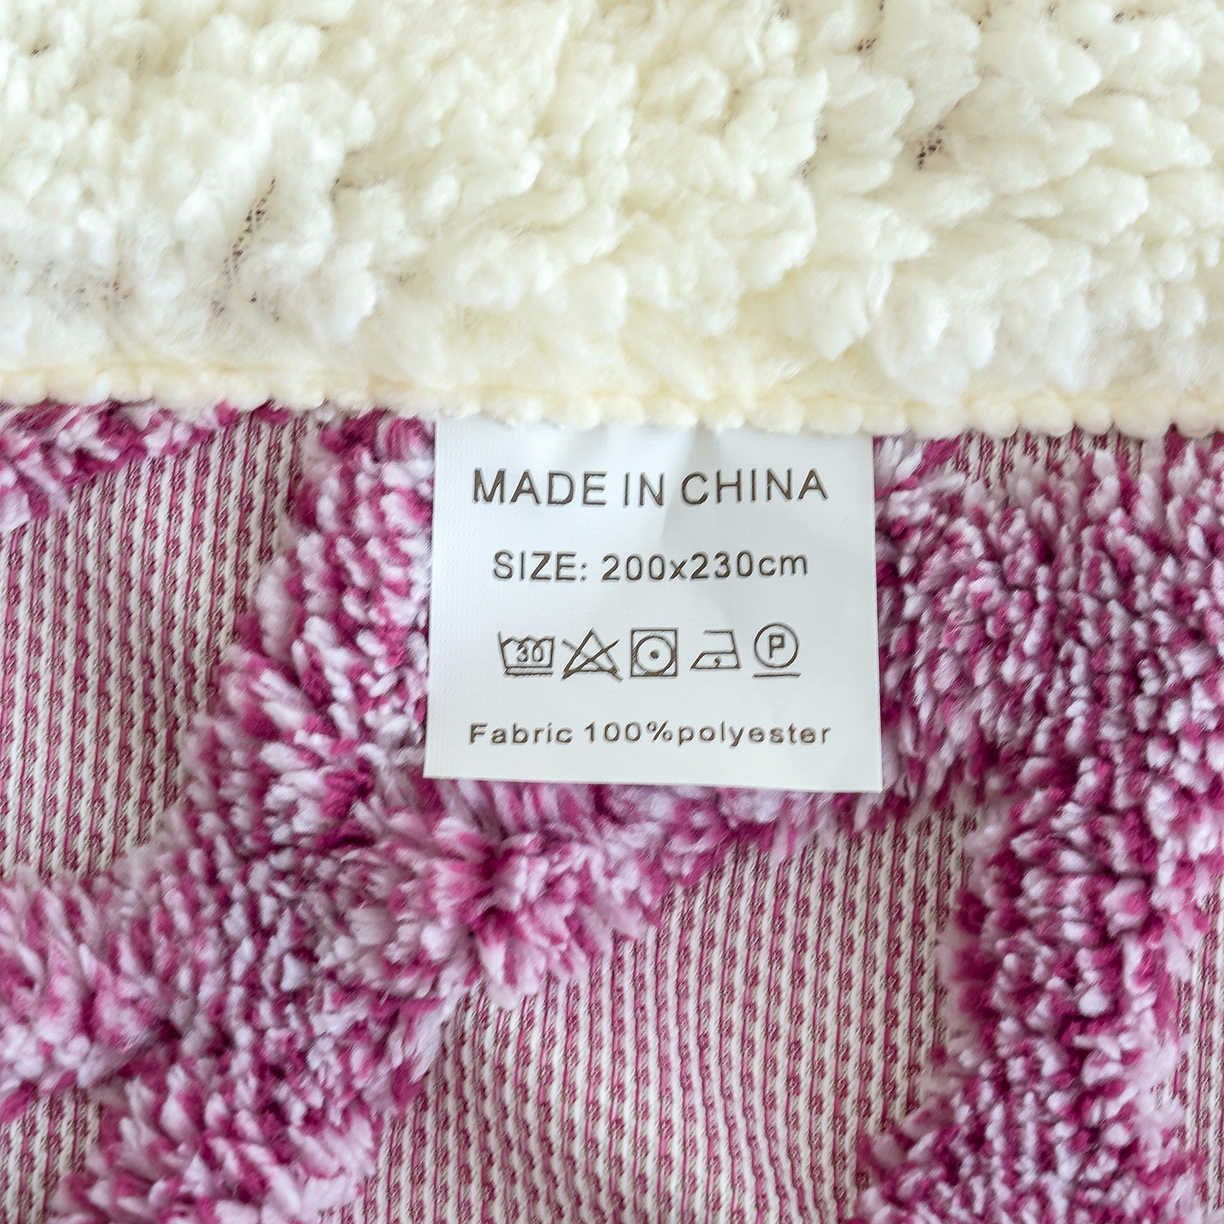 MADE IN CHINA
SIZE: 200x230cm
30 P
Fabric 100%polyester